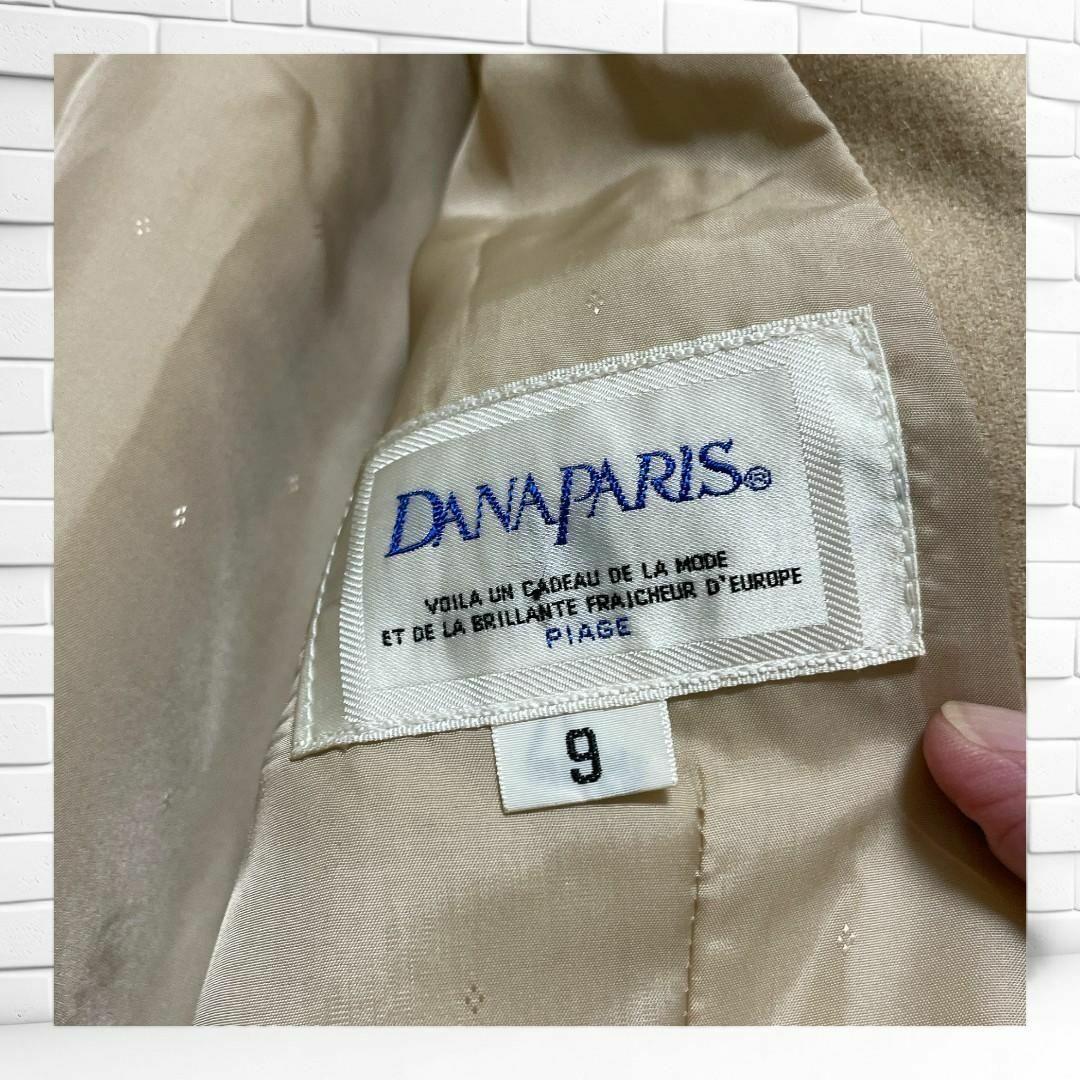 DANAPARIS®
VOILA UN CADEAU DE LA MODE
ET DE LA BRILLANTE FRAICHEUR D'EUROPE
PIAGE
9